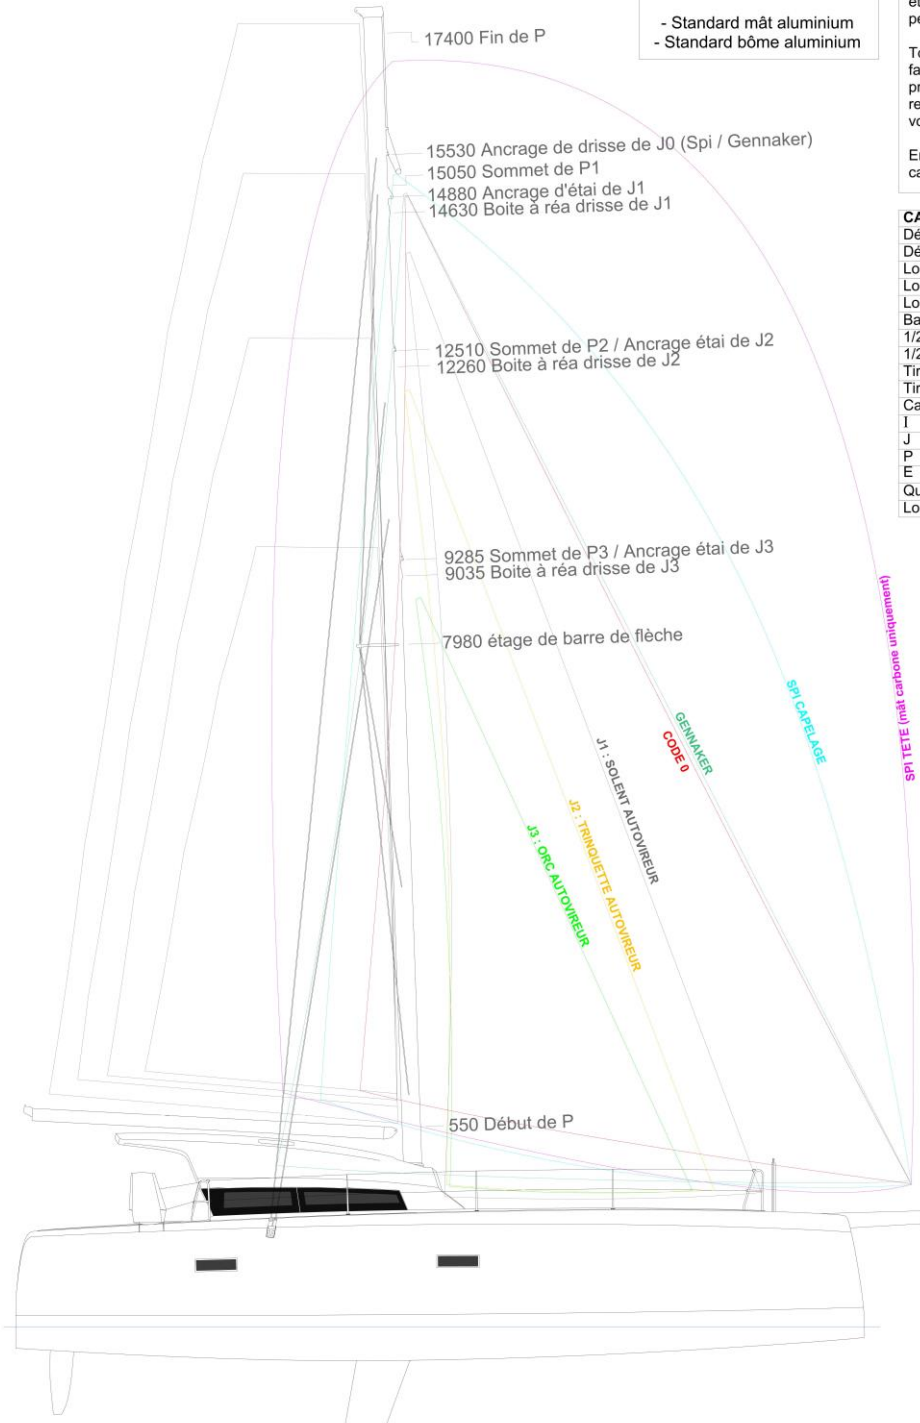 - Standard mât aluminium
- Standard bôme aluminium
17400 Fin de P
15530 Ancrage de drisse de J0 (Spi / Gennaker)
15050 Sommet de P1
14880 Ancrage d'étai de J1
14630 Boite à réa drisse de J1
12510 Sommet de P2 / Ancrage étai de J2
12260 Boite à réa drisse de J2
9285 Sommet de P3 / Ancrage étai de J3
9035 Boite à réa drisse de J3
7980 étage de barre de flèche
SPI TETE (mât carbone uniquement)
SPI CAPELAGE
GENNAKER
CODE 0
J1 : SOLENT AUTOVIREUR
J2 : TRINQUETTE AUTOVIREUR
J3 : ORC AUTOVIREUR
550 Début de P
I
J
P
E